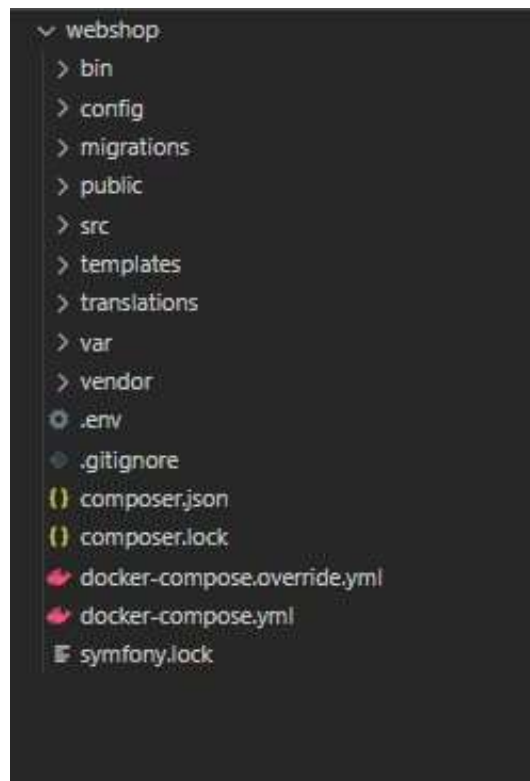 webshop
bin
config
migrations
public
src
templates
translations
var
vendor
.env
.gitignore
composer.json
composer.lock
docker-compose.override.yml
docker-compose.yml
symfony.lock